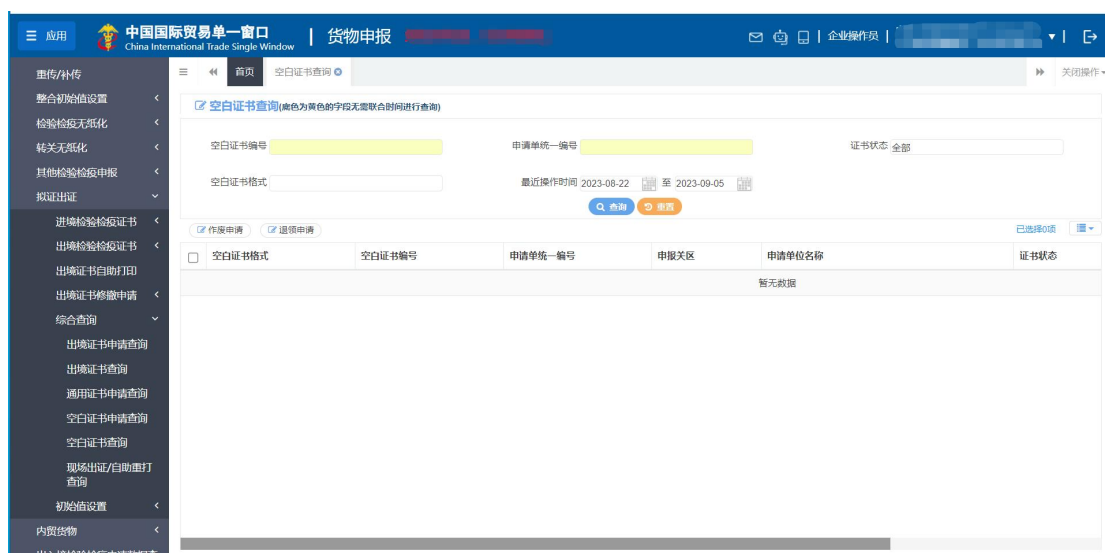 应用
中国国际贸易单一窗口
China International Trade Single Window
货物申报
企业操作员
重传/补传
整合初始值设置
检验检疫无纸化
转关无纸化
其他检验检疫申报
拟证出证
进境检验检疫证书
出境检验检疫证书
出境证书自助打印
出境证书修撤申请
综合查询
出境证书申请查询
出境证书查询
通用证书申请查询
空白证书申请查询
空白证书查询
现场出证/自助重打
查询
初始值设置
内贸货物
首页 空白证书查询 关闭操作
空白证书查询(底色为黄色的字段无需联合时间进行查询)
空白证书编号 申请单统一编号 证书状态 全部
空白证书格式 最近操作时间 2023-08-22 至 2023-09-05
查询 重置
作废申请 退领申请 已选择0项
空白证书格式 空白证书编号 申请单统一编号 申报关区 申请单位名称 证书状态
暂无数据